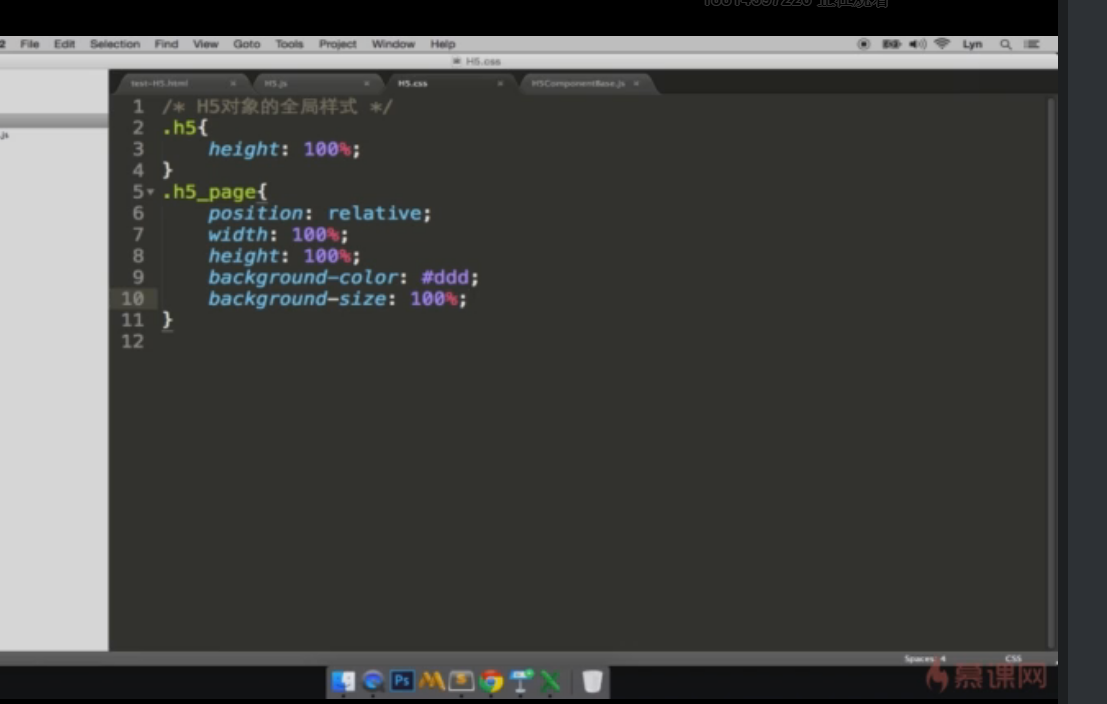 File Edit Selection Find View Goto Tools Project Window Help
Lyn
H5.css
test-H5.html
H5.js
H5.css
H5ComponentBase.js
1 /* H5对象的全局样式 */
2 .h5{
3 height: 100%;
4 }
5 .h5_page{
6 position: relative;
7 width: 100%;
8 height: 100%;
9 background-color: #ddd;
10 background-size: 100%;
11 }
12
Spaces: 4
CSS
Ps
慕课网